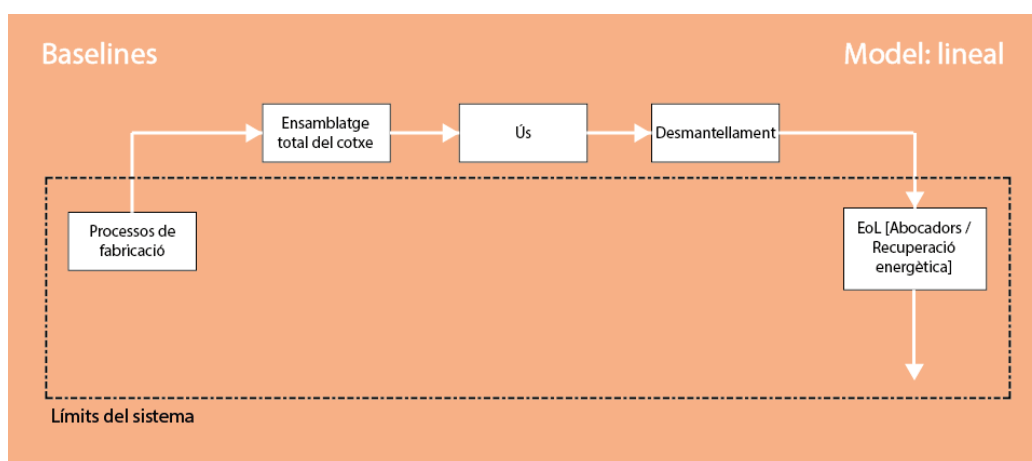 Baselines
Model: lineal
Ensamblatge
total del cotxe
Ús
Desmantellament
Processos de
fabricació
EoL [Abocadors /
Recuperació
energètica]
Límits del sistema